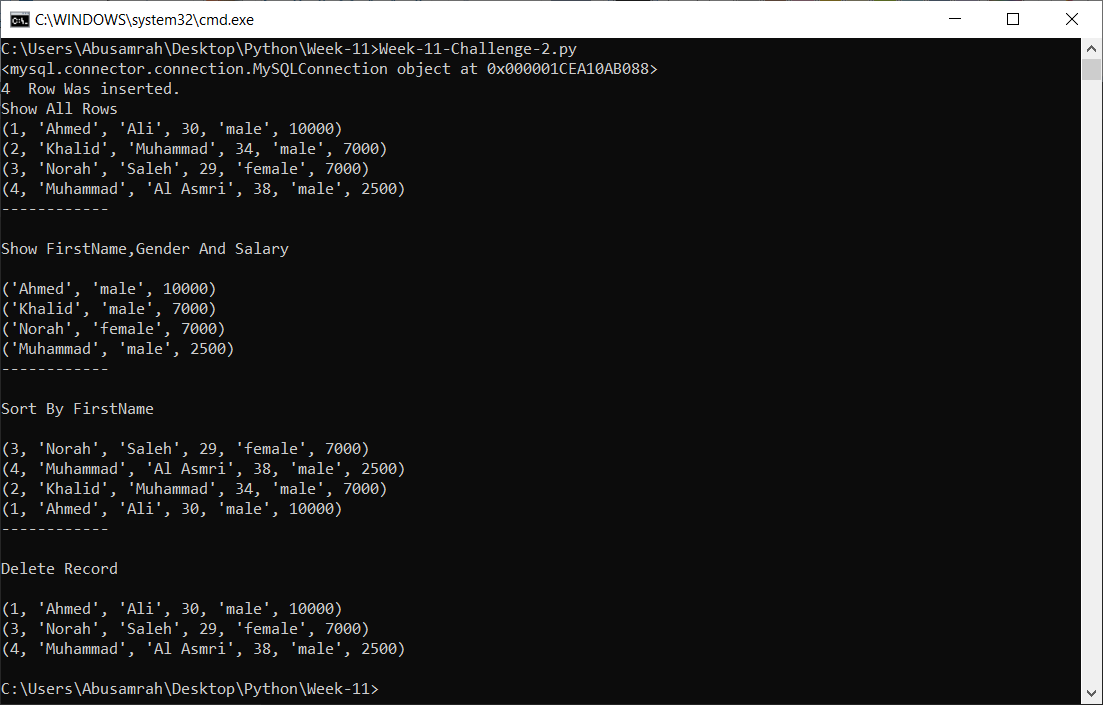 C:\WINDOWS\system32\cmd.exe
C:\Users\Abusamrah\Desktop\Python\Week-11>Week-11-Challenge-2.py
<mysql.connector.connection.MySQLConnection object at 0x000001CEA10AB088>
4  Row Was inserted.
Show All Rows
(1, 'Ahmed', 'Ali', 30, 'male', 10000)
(2, 'Khalid', 'Muhammad', 34, 'male', 7000)
(3, 'Norah', 'Saleh', 29, 'female', 7000)
(4, 'Muhammad', 'Al Asmri', 38, 'male', 2500)
------------
Show FirstName,Gender And Salary
('Ahmed', 'male', 10000)
('Khalid', 'male', 7000)
('Norah', 'female', 7000)
('Muhammad', 'male', 2500)
------------
Sort By FirstName
(3, 'Norah', 'Saleh', 29, 'female', 7000)
(4, 'Muhammad', 'Al Asmri', 38, 'male', 2500)
(2, 'Khalid', 'Muhammad', 34, 'male', 7000)
(1, 'Ahmed', 'Ali', 30, 'male', 10000)
------------
Delete Record
(1, 'Ahmed', 'Ali', 30, 'male', 10000)
(3, 'Norah', 'Saleh', 29, 'female', 7000)
(4, 'Muhammad', 'Al Asmri', 38, 'male', 2500)
C:\Users\Abusamrah\Desktop\Python\Week-11>